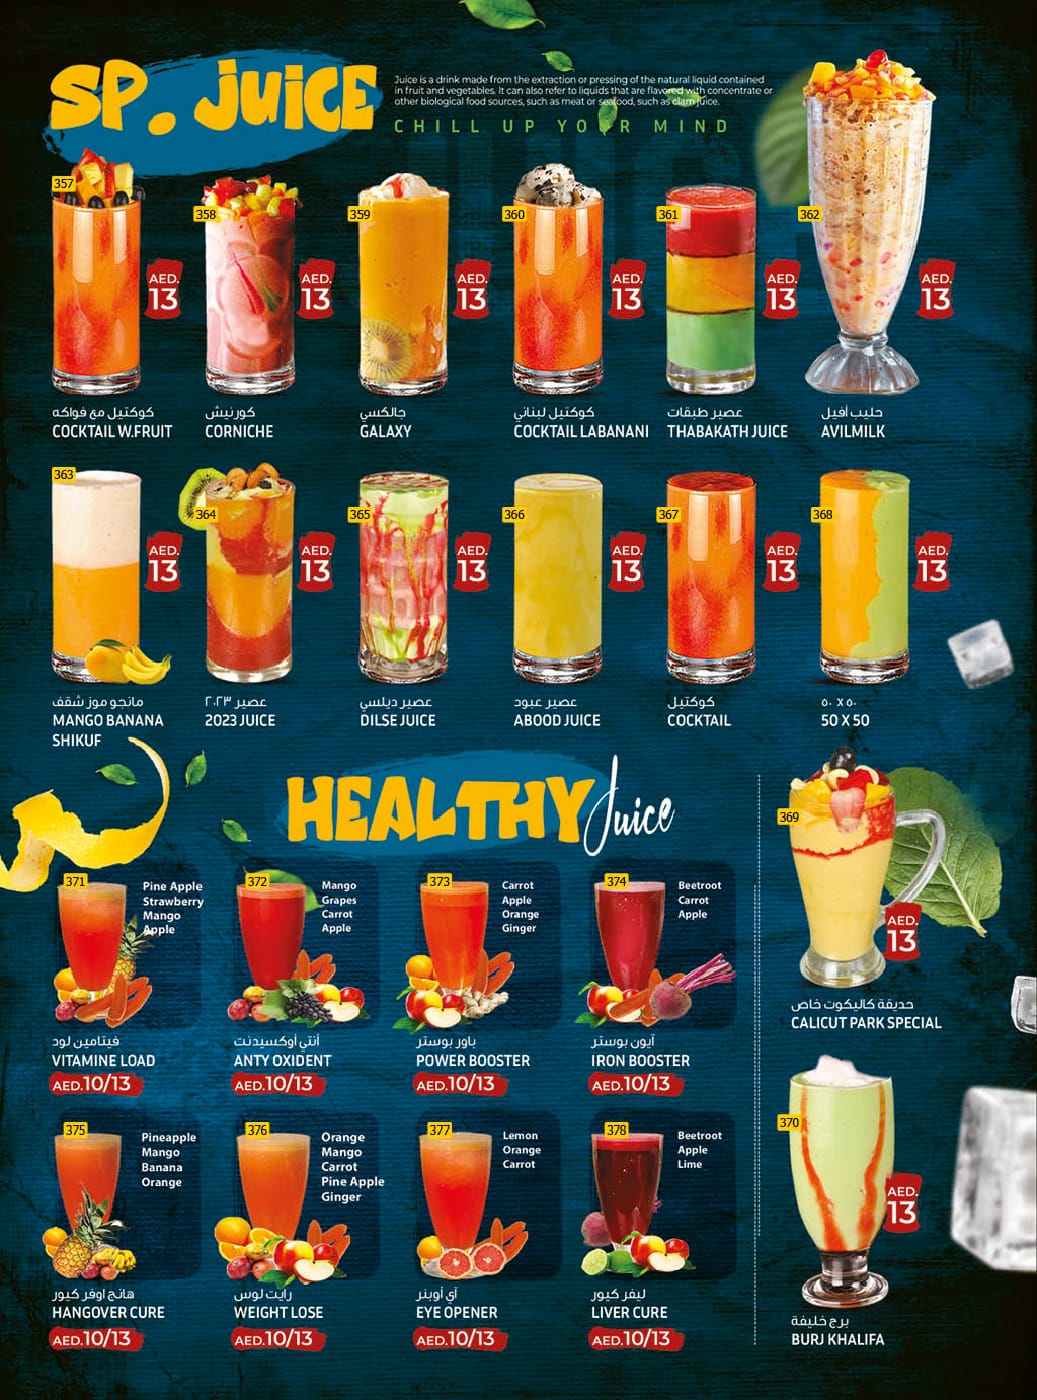 SP. JUICE
Juice is a drink made from the extraction or pressing of the natural liquid contained
in fruit and vegetables. It can also refer to liquids that are flavored with concentrate or
other biological food sources, such as meat or seafood, such as clam juice.
CHILL UP YOUR MIND
357
AED.
13
كوكتيل مع فواكه
COCKTAIL W.FRUIT
358
AED.
13
كورنيش
CORNICHE
359
AED.
13
جالكسي
GALAXY
360
AED.
13
كوكتيل لبناني
COCKTAIL LABANANI
361
AED.
13
عصير طبقات
THABAKATH JUICE
362
AED.
13
حليب أفيل
AVILMILK
363
AED.
13
مانجو موز شقف
MANGO BANANA
SHIKUF
364
AED.
13
عصير ٢٠٢٣
2023 JUICE
365
AED.
13
عصير ديلسي
DILSE JUICE
366
AED.
13
عصير عبود
ABOOD JUICE
367
AED.
13
كوكتيل
COCKTAIL
368
AED.
13
٥٠ X ٥٠
50 X 50
HEALTHY Juice
371
Pine Apple
Strawberry
Mango
Apple
فيتامين لود
VITAMINE LOAD
AED.10/13
372
Mango
Grapes
Carrot
Apple
أنتي أوكسيدنت
ANTY OXIDENT
AED.10/13
373
Carrot
Apple
Orange
Ginger
باور بوستر
POWER BOOSTER
AED.10/13
374
Beetroot
Carrot
Apple
آيون بوستر
IRON BOOSTER
AED.10/13
375
Pineapple
Mango
Banana
Orange
هانج اوفر كيور
HANGOVER CURE
AED.10/13
376
Orange
Mango
Carrot
Pine Apple
Ginger
رايت لوس
WEIGHT LOSE
AED.10/13
377
Lemon
Orange
Carrot
آي أوبنر
EYE OPENER
AED.10/13
378
Beetroot
Apple
Lime
ليفر كيور
LIVER CURE
AED.10/13
369
AED.
13
حديقة كاليكوت خاص
CALICUT PARK SPECIAL
370
AED.
13
برج خليفة
BURJ KHALIFA